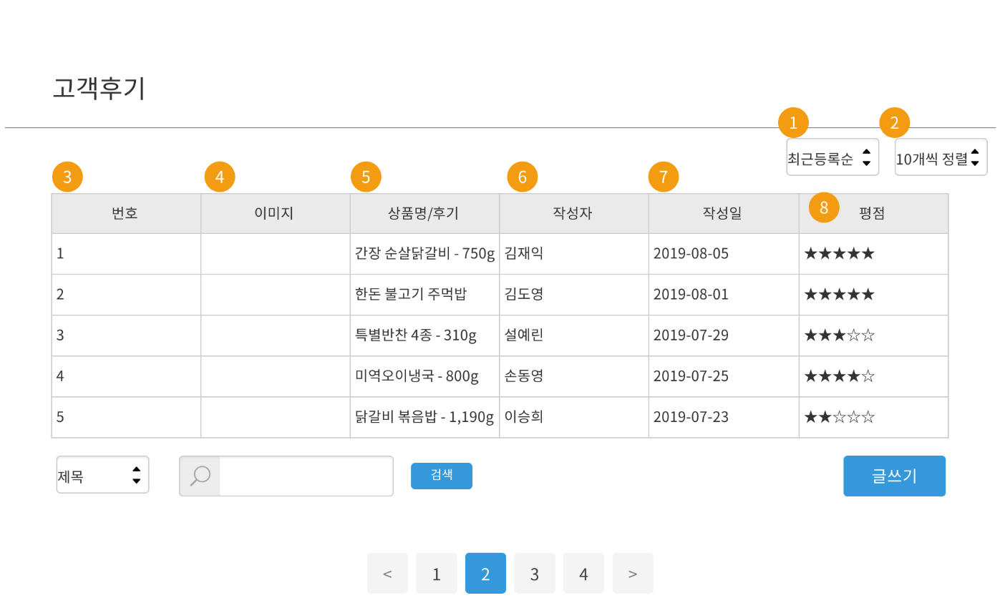 고객후기
1 2
최근등록순 10개씩 정렬
3 4 5 6 7 8
번호 이미지 상품명/후기 작성자 작성일 평점
1 간장 순살닭갈비 - 750g 김재익 2019-08-05 ★★★★★
2 한돈 불고기 주먹밥 김도영 2019-08-01 ★★★★★
3 특별반찬 4종 - 310g 설예린 2019-07-29 ★★★☆☆
4 미역오이냉국 - 800g 손동영 2019-07-25 ★★★★☆
5 닭갈비 볶음밥 - 1,190g 이승희 2019-07-23 ★★☆☆☆
제목 검색 글쓰기
< 1 2 3 4 >